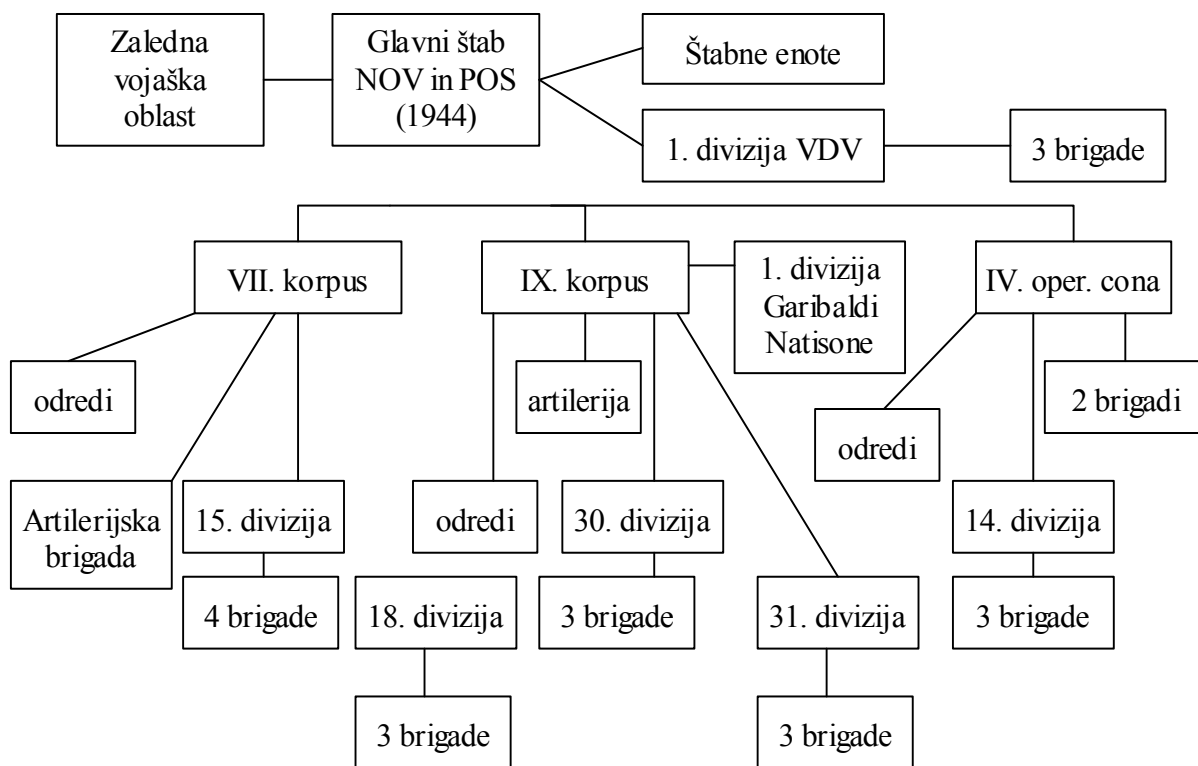 Zaledna
vojaška
oblast
Glavni štab
NOV in POS
(1944)
Štabne enote
1. divizija VDV
3 brigade
VII. korpus
IX. korpus
1. divizija
Garibaldi
Natisone
IV. oper. cona
odredi
artilerija
2 brigadi
odredi
Artilerijska
brigada
15. divizija
odredi
30. divizija
14. divizija
4 brigade
18. divizija
3 brigade
31. divizija
3 brigade
3 brigade
3 brigade